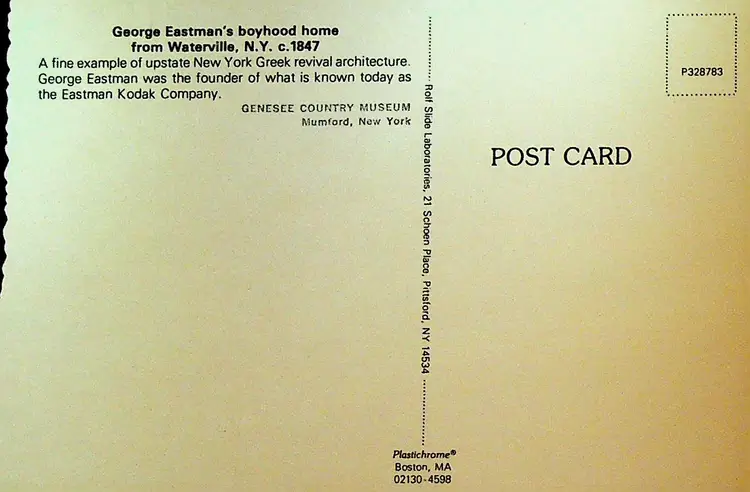 George Eastman's boyhood home
from Waterville, N.Y. c.1847
A fine example of upstate New York Greek revival architecture.
George Eastman was the founder of what is known today as
the Eastman Kodak Company.
GENESEE COUNTRY MUSEUM
Mumford, New York
Rolf Slide Laboratories, 21 Schoen Place, Pittsford, NY 14534
Plastichrome®
Boston, MA
02130-4598
P328783
POST CARD